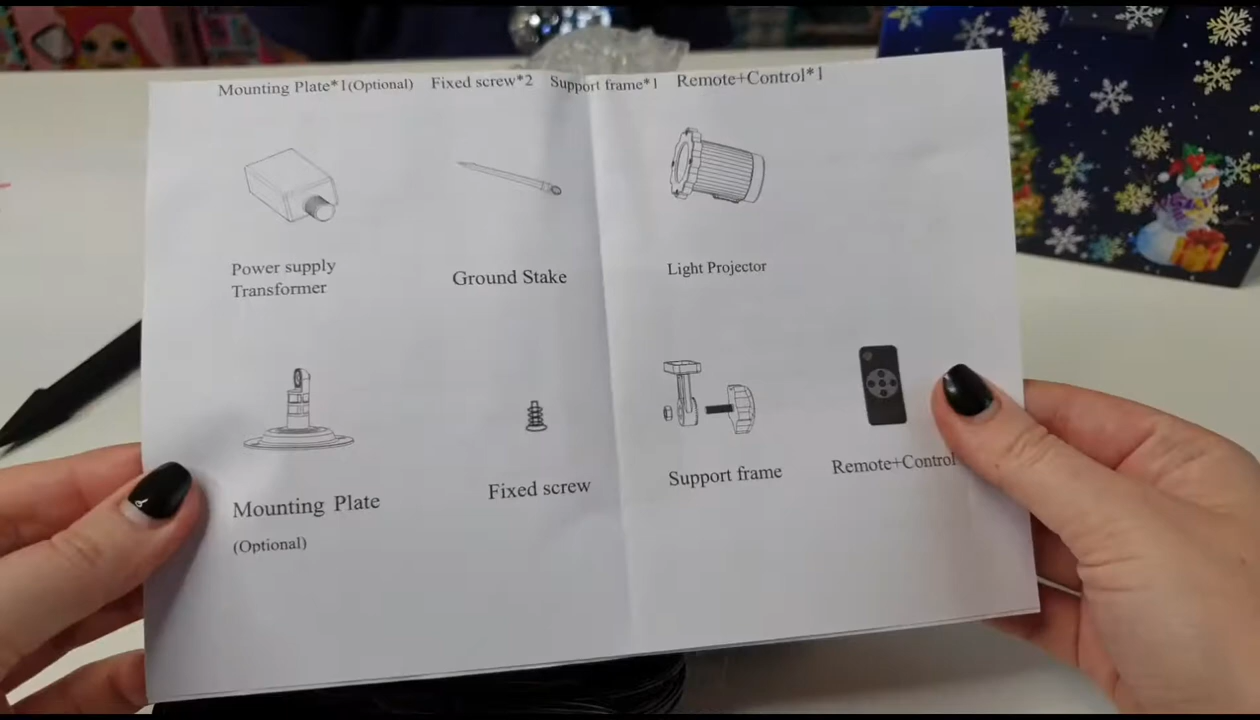 Mounting Plate*1(Optional) Fixed screw*2 Support frame*1 Remote+Control*1
Power supply
Transformer
Ground Stake
Light Projector
Mounting Plate
(Optional)
Fixed screw
Support frame
Remote+Control